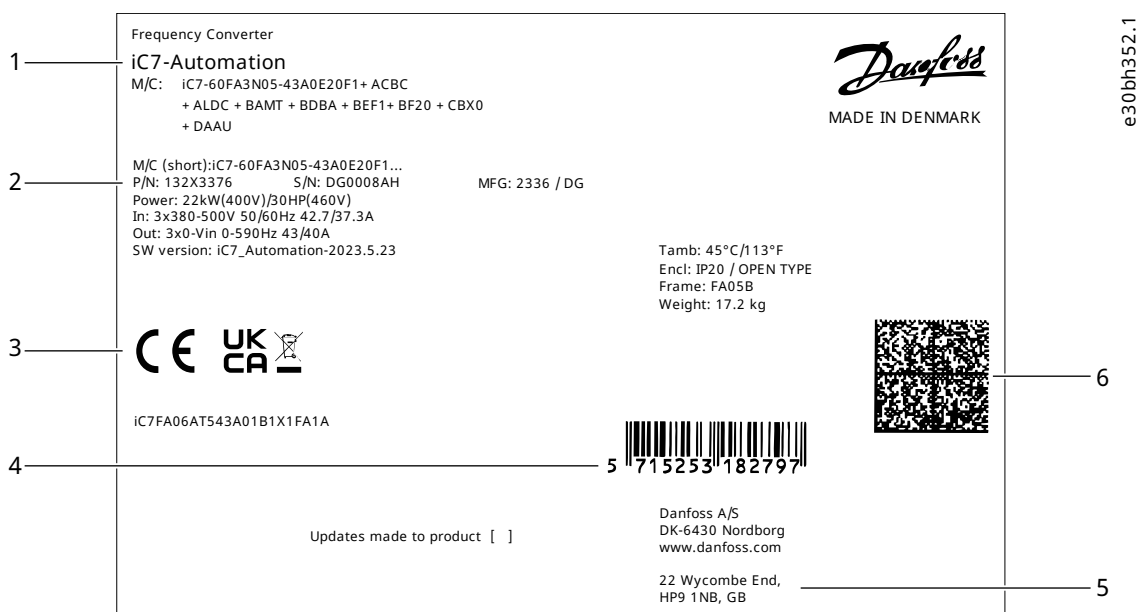 Frequency Converter
iC7-Automation
M/C: iC7-60FA3N05-43A0E20F1+ ACBC
+ ALDC + BAMT + BDBA + BEF1+ BF20 + CBX0
+ DAAU
Danfoss
MADE IN DENMARK
e30bh352.1
1
M/C (short):iC7-60FA3N05-43A0E20F1...
2
P/N: 132X3376 S/N: DG0008AH MFG: 2336 / DG
Power: 22kW(400V)/30HP(460V)
In: 3x380-500V 50/60Hz 42.7/37.3A
Out: 3x0-Vin 0-590Hz 43/40A
SW version: iC7_Automation-2023.5.23
Tamb: 45°C/113°F
Encl: IP20 / OPEN TYPE
Frame: FA05B
Weight: 17.2 kg
3
CE UK CA
6
iC7FA06AT543A01B1X1FA1A
4
5 715253 182797
Updates made to product [ ]
Danfoss A/S
DK-6430 Nordborg
www.danfoss.com
22 Wycombe End,
HP9 1NB, GB
5